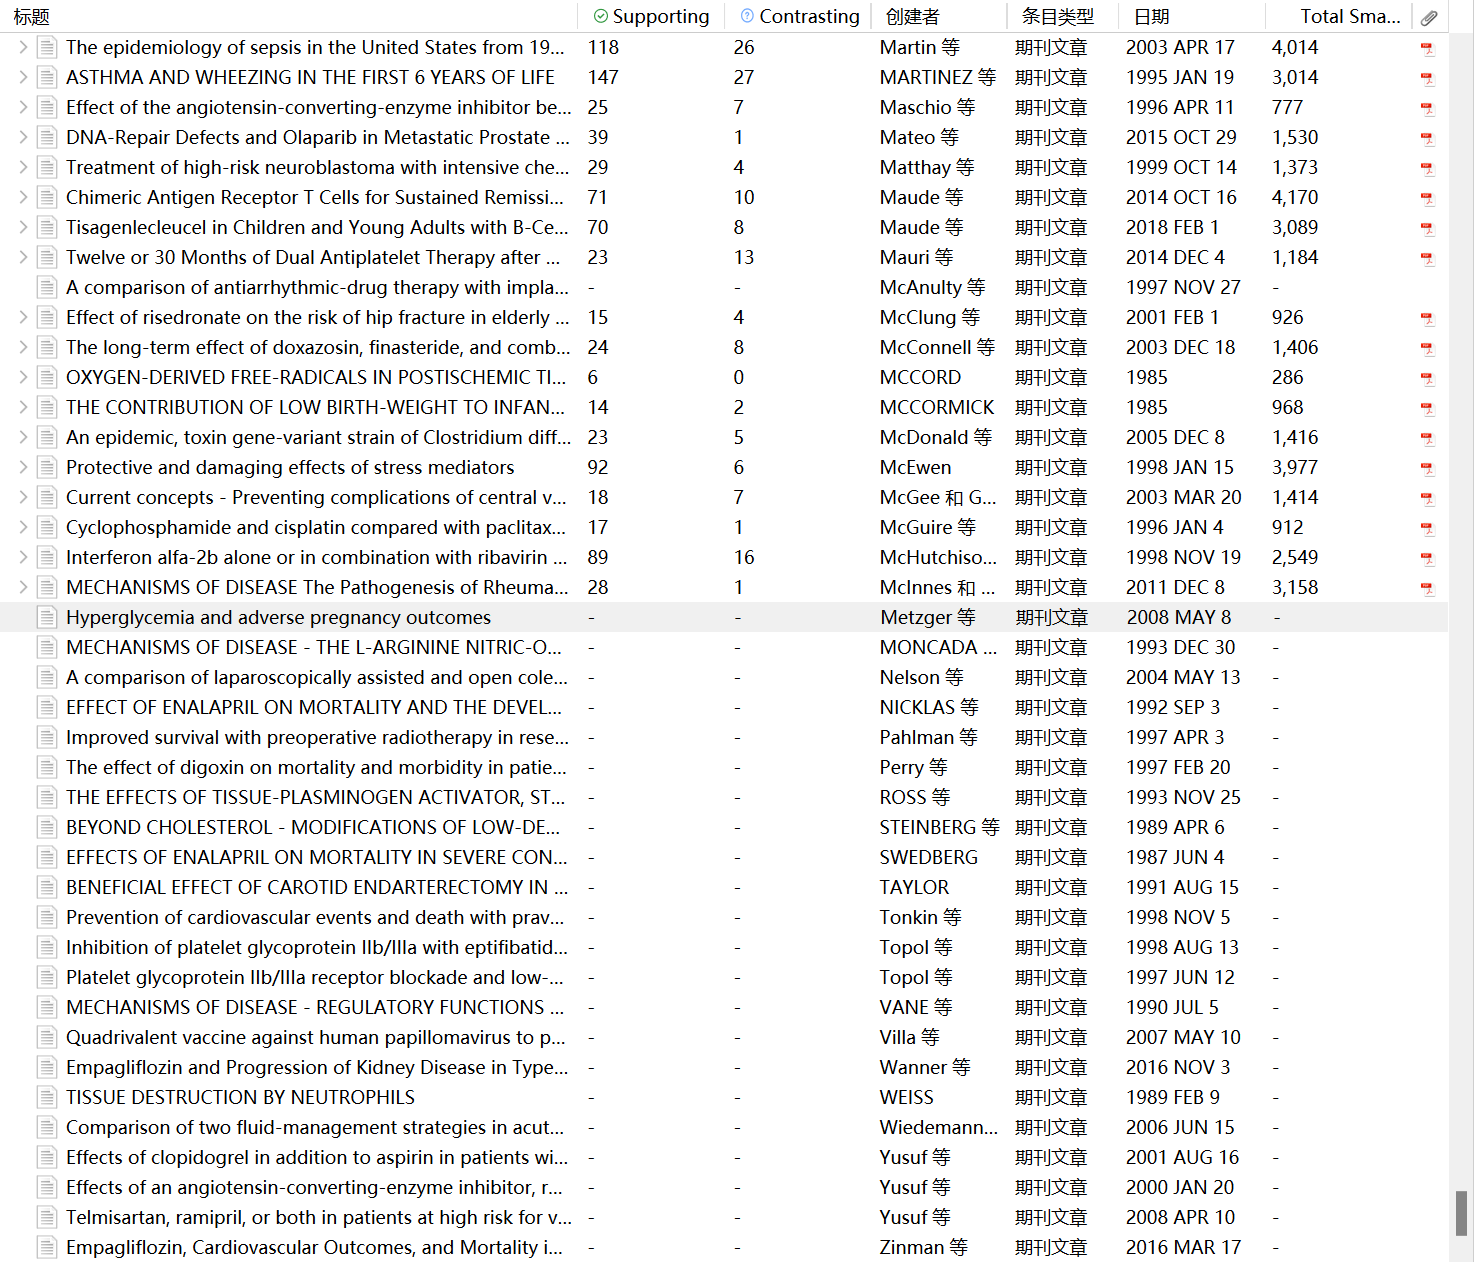 标题 Supporting Contrasting 创建者 条目类型 日期 Total Sma...
The epidemiology of sepsis in the United States from 19... 118 26 Martin 等 期刊文章 2003 APR 17 4,014
ASTHMA AND WHEEZING IN THE FIRST 6 YEARS OF LIFE 147 27 MARTINEZ 等 期刊文章 1995 JAN 19 3,014
Effect of the angiotensin-converting-enzyme inhibitor be... 25 7 Maschio 等 期刊文章 1996 APR 11 777
DNA-Repair Defects and Olaparib in Metastatic Prostate ... 39 1 Mateo 等 期刊文章 2015 OCT 29 1,530
Treatment of high-risk neuroblastoma with intensive che... 29 4 Matthay 等 期刊文章 1999 OCT 14 1,373
Chimeric Antigen Receptor T Cells for Sustained Remissi... 71 10 Maude 等 期刊文章 2014 OCT 16 4,170
Tisagenlecleucel in Children and Young Adults with B-Ce... 70 8 Maude 等 期刊文章 2018 FEB 1 3,089
Twelve or 30 Months of Dual Antiplatelet Therapy after ... 23 13 Mauri 等 期刊文章 2014 DEC 4 1,184
A comparison of antiarrhythmic-drug therapy with impla... - - McAnulty 等 期刊文章 1997 NOV 27 -
Effect of risedronate on the risk of hip fracture in elderly ... 15 4 McClung 等 期刊文章 2001 FEB 1 926
The long-term effect of doxazosin, finasteride, and comb... 24 8 McConnell 等 期刊文章 2003 DEC 18 1,406
OXYGEN-DERIVED FREE-RADICALS IN POSTISCHEMIC TI... 6 0 MCCORD 期刊文章 1985 286
THE CONTRIBUTION OF LOW BIRTH-WEIGHT TO INFAN... 14 2 MCCORMICK 期刊文章 1985 968
An epidemic, toxin gene-variant strain of Clostridium diff... 23 5 McDonald 等 期刊文章 2005 DEC 8 1,416
Protective and damaging effects of stress mediators 92 6 McEwen 期刊文章 1998 JAN 15 3,977
Current concepts - Preventing complications of central v... 18 7 McGee 和 G... 期刊文章 2003 MAR 20 1,414
Cyclophosphamide and cisplatin compared with paclitax... 17 1 McGuire 等 期刊文章 1996 JAN 4 912
Interferon alfa-2b alone or in combination with ribavirin ... 89 16 McHutchiso... 期刊文章 1998 NOV 19 2,549
MECHANISMS OF DISEASE The Pathogenesis of Rheuma... 28 1 McInnes 和 ... 期刊文章 2011 DEC 8 3,158
Hyperglycemia and adverse pregnancy outcomes - - Metzger 等 期刊文章 2008 MAY 8 -
MECHANISMS OF DISEASE - THE L-ARGININE NITRIC-O... - - MONCADA ... 期刊文章 1993 DEC 30 -
A comparison of laparoscopically assisted and open cole... - - Nelson 等 期刊文章 2004 MAY 13 -
EFFECT OF ENALAPRIL ON MORTALITY AND THE DEVEL... - - NICKLAS 等 期刊文章 1992 SEP 3 -
Improved survival with preoperative radiotherapy in rese... - - Pahlman 等 期刊文章 1997 APR 3 -
The effect of digoxin on mortality and morbidity in patie... - - Perry 等 期刊文章 1997 FEB 20 -
THE EFFECTS OF TISSUE-PLASMINOGEN ACTIVATOR, ST... - - ROSS 等 期刊文章 1993 NOV 25 -
BEYOND CHOLESTEROL - MODIFICATIONS OF LOW-DE... - - STEINBERG 等 期刊文章 1989 APR 6 -
EFFECTS OF ENALAPRIL ON MORTALITY IN SEVERE CON... - - SWEDBERG 期刊文章 1987 JUN 4 -
BENEFICIAL EFFECT OF CAROTID ENDARTERECTOMY IN ... - - TAYLOR 期刊文章 1991 AUG 15 -
Prevention of cardiovascular events and death with prav... - - Tonkin 等 期刊文章 1998 NOV 5 -
Inhibition of platelet glycoprotein IIb/IIIa with eptifibatid... - - Topol 等 期刊文章 1998 AUG 13 -
Platelet glycoprotein IIb/IIIa receptor blockade and low-... - - Topol 等 期刊文章 1997 JUN 12 -
MECHANISMS OF DISEASE - REGULATORY FUNCTIONS ... - - VANE 等 期刊文章 1990 JUL 5 -
Quadrivalent vaccine against human papillomavirus to p... - - Villa 等 期刊文章 2007 MAY 10 -
Empagliflozin and Progression of Kidney Disease in Type... - - Wanner 等 期刊文章 2016 NOV 3 -
TISSUE DESTRUCTION BY NEUTROPHILS - - WEISS 期刊文章 1989 FEB 9 -
Comparison of two fluid-management strategies in acut... - - Wiedemann... 期刊文章 2006 JUN 15 -
Effects of clopidogrel in addition to aspirin in patients wi... - - Yusuf 等 期刊文章 2001 AUG 16 -
Effects of an angiotensin-converting-enzyme inhibitor, r... - - Yusuf 等 期刊文章 2000 JAN 20 -
Telmisartan, ramipril, or both in patients at high risk for v... - - Yusuf 等 期刊文章 2008 APR 10 -
Empagliflozin, Cardiovascular Outcomes, and Mortality i... - - Zinman 等 期刊文章 2016 MAR 17 -